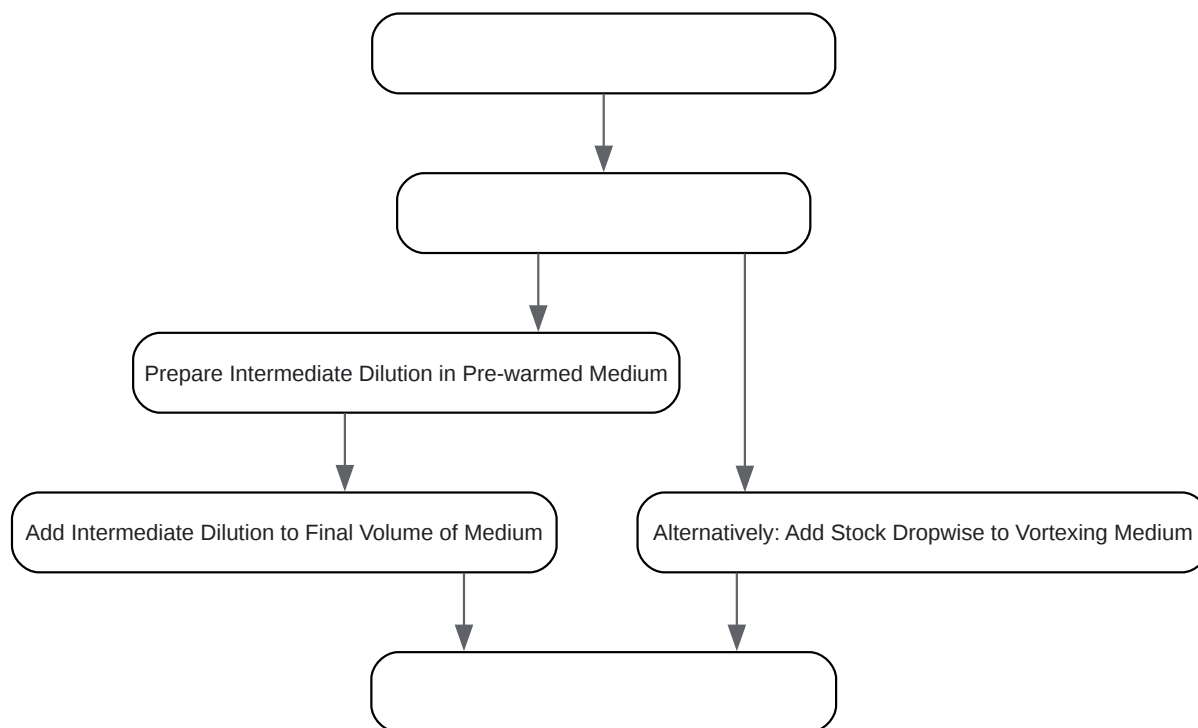 Prepare Intermediate Dilution in Pre-warmed Medium
Add Intermediate Dilution to Final Volume of Medium
Alternatively: Add Stock Dropwise to Vortexing Medium